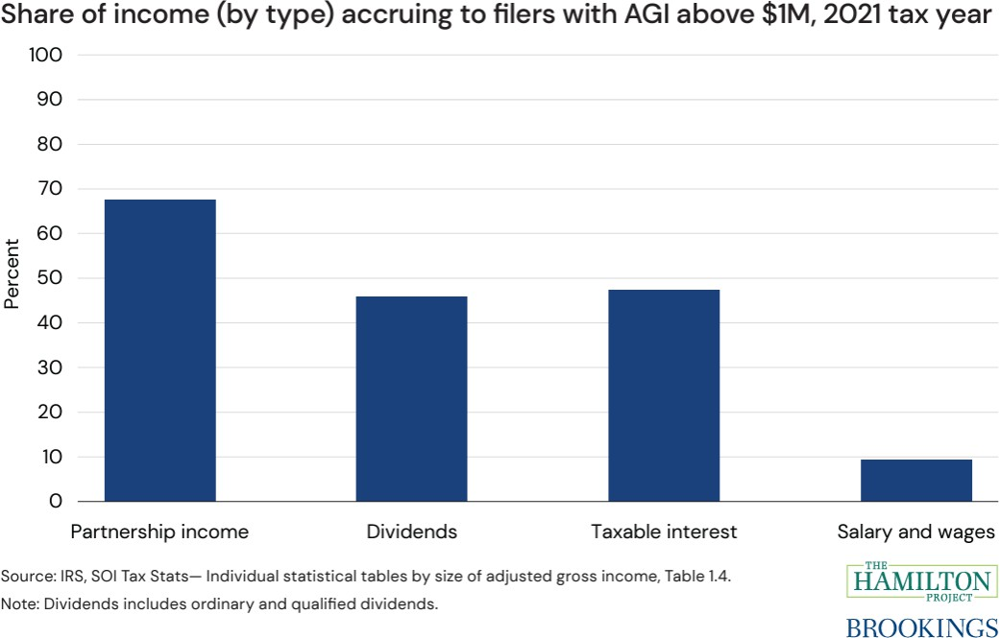 Share of income (by type) accruing to filers with AGI above $1M, 2021 tax year
100
90
80
70
60
50
40
30
20
10
0
Percent
Partnership income
Dividends
Taxable interest
Salary and wages
Source: IRS, SOI Tax Stats— Individual statistical tables by size of adjusted gross income, Table 1.4.
Note: Dividends includes ordinary and qualified dividends.
THE
HAMILTON
PROJECT
BROOKINGS